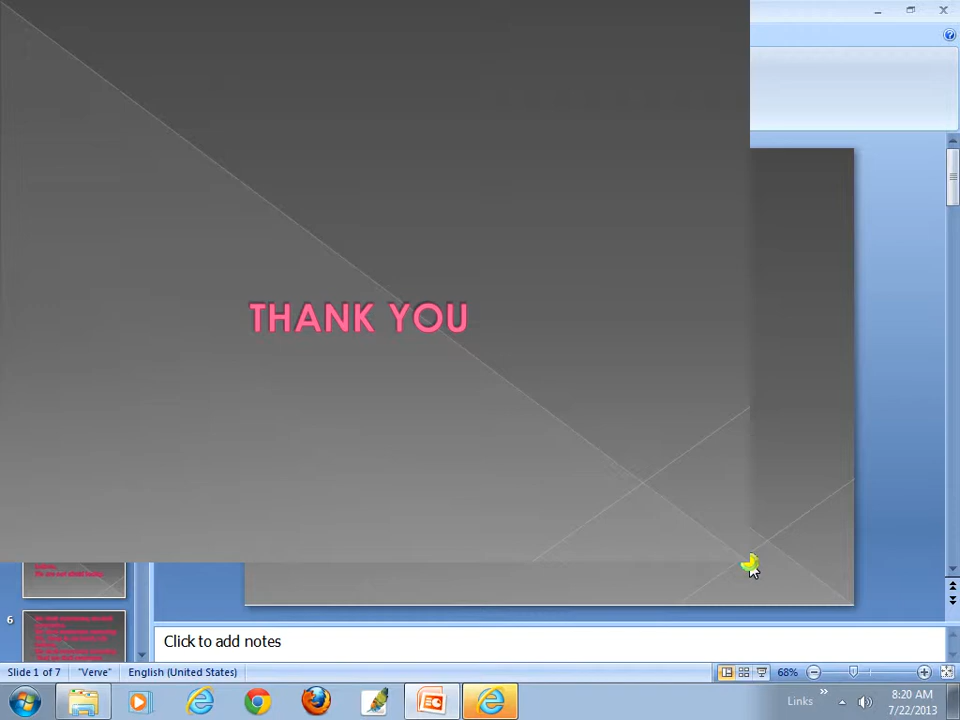 THANK YOU
6
Click to add notes
Slide 1 of 7
"Verve"
English (United States)
68%
Links
8:20 AM
7/22/2013